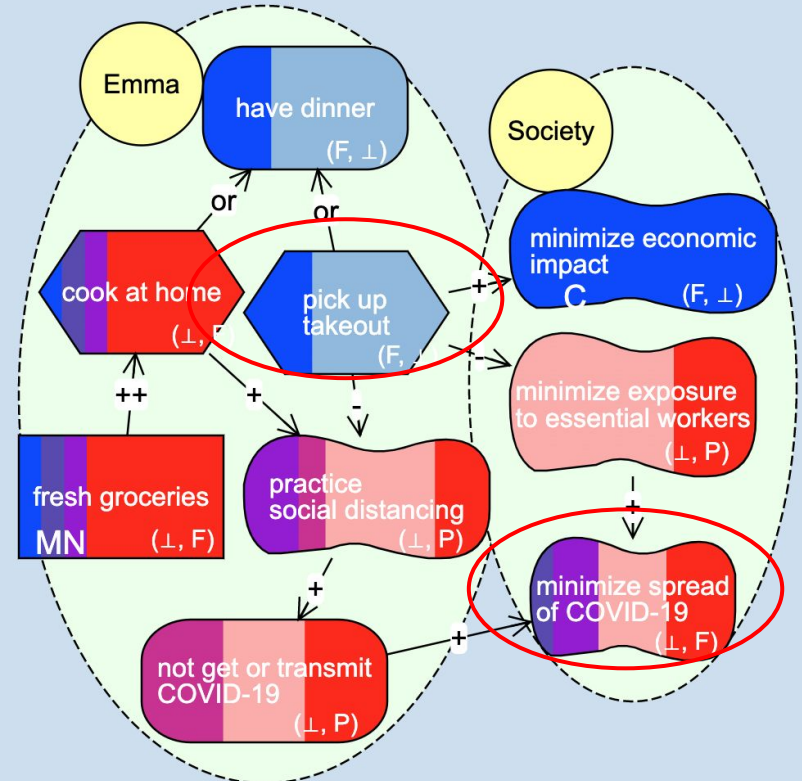 Emma
have dinner
(F, ⊥)
Society
or
or
minimize economic
impact
C
(F, ⊥)
cook at home
(⊥, F)
pick up
takeout
(F,
+
-
minimize exposure
to essential workers
(⊥, P)
++
+
-
fresh groceries
MN
(⊥, F)
practice
social distancing
(⊥, P)
+
+
minimize spread
of COVID-19
(⊥, F)
+
not get or transmit
COVID-19
(⊥, P)